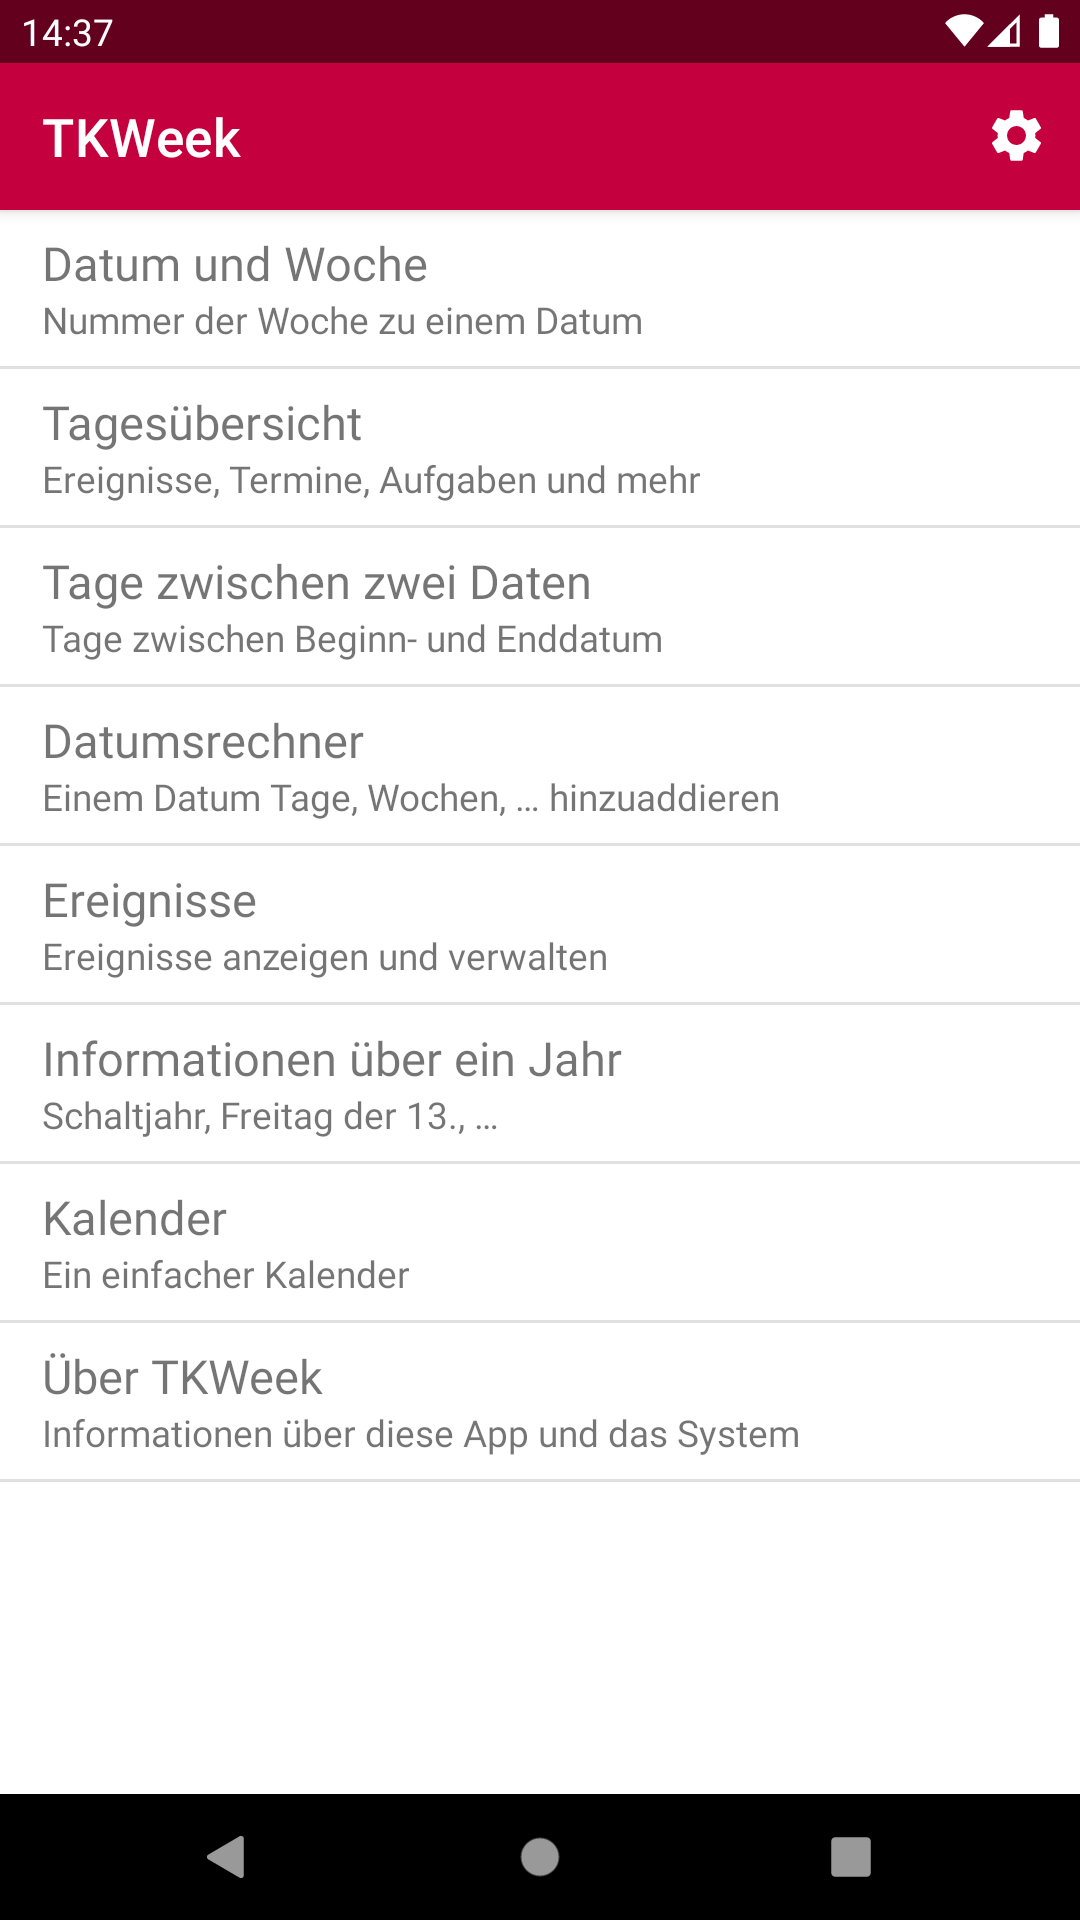 14:37
TKWeek
Datum und Woche
Nummer der Woche zu einem Datum
Tagesübersicht
Ereignisse, Termine, Aufgaben und mehr
Tage zwischen zwei Daten
Tage zwischen Beginn- und Enddatum
Datumsrechner
Einem Datum Tage, Wochen, … hinzuaddieren
Ereignisse
Ereignisse anzeigen und verwalten
Informationen über ein Jahr
Schaltjahr, Freitag der 13., …
Kalender
Ein einfacher Kalender
Über TKWeek
Informationen über diese App und das System